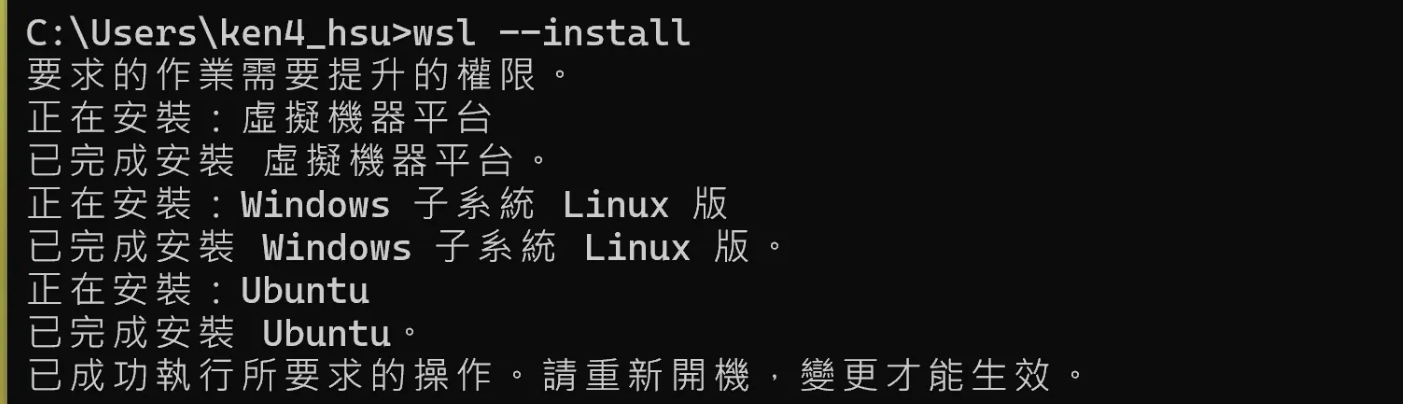 C:\Users\ken4_hsu>wsl --install
要求的作業需要提升的權限。
正在安裝：虛擬機器平台
已完成安裝 虛擬機器平台。
正在安裝：Windows 子系統 Linux 版
已完成安裝 Windows 子系統 Linux 版。
正在安裝：Ubuntu
已完成安裝 Ubuntu。
已成功執行所要求的操作。請重新開機，變更才能生效。